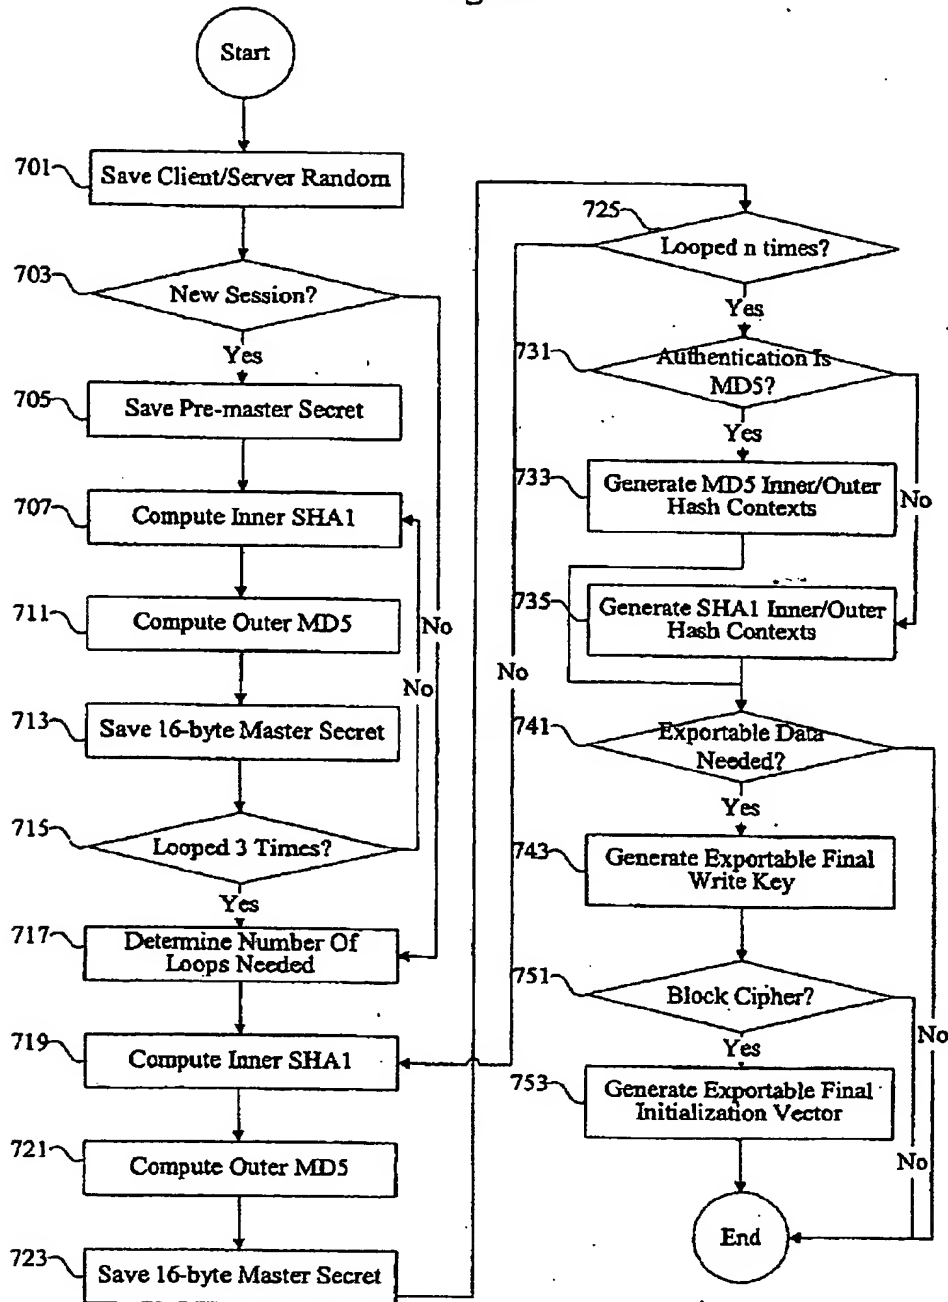 Start
701
Save Client/Server Random
703
New Session?
Yes
705
Save Pre-master Secret
707
Compute Inner SHA1
711
Compute Outer MD5
No
No
713
Save 16-byte Master Secret
715
Looped 3 Times?
Yes
717
Determine Number Of
Loops Needed
719
Compute Inner SHA1
721
Compute Outer MD5
723
Save 16-byte Master Secret
725
Looped n times?
Yes
No
731
Authentication Is
MD5?
Yes
No
733
Generate MD5 Inner/Outer
Hash Contexts
735
Generate SHA1 Inner/Outer
Hash Contexts
741
Exportable Data
Needed?
Yes
No
743
Generate Exportable Final
Write Key
751
Block Cipher?
Yes
No
753
Generate Exportable Final
Initialization Vector
End